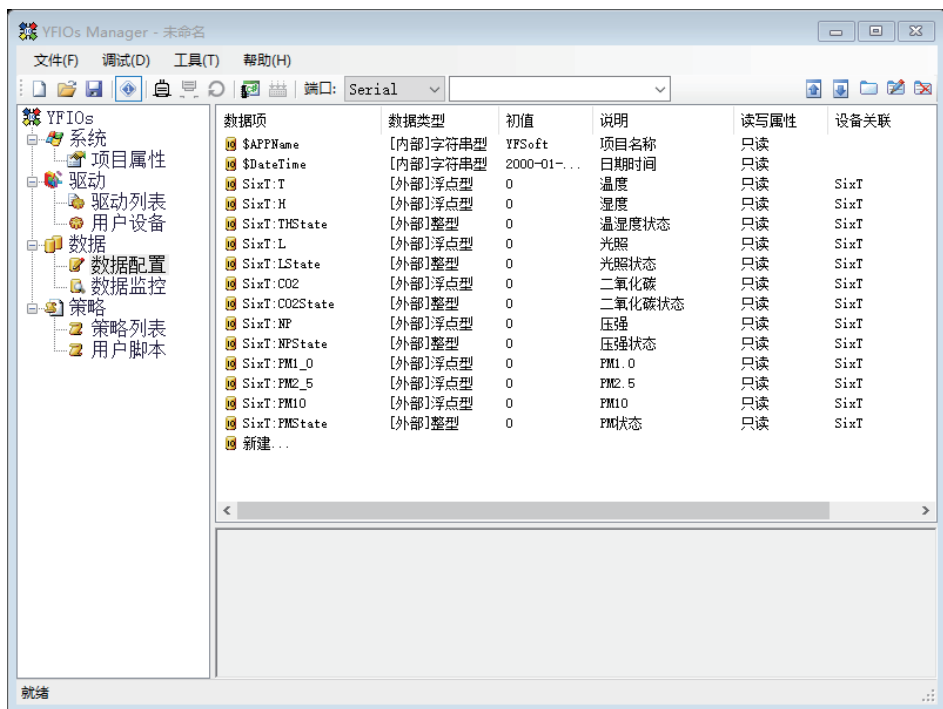 YFIOs Manager - 未命名
文件(F) 调试(D) 工具(T) 帮助(H)
端口: Serial
YFIOs
系统
项目属性
驱动
驱动列表
用户设备
数据
数据配置
数据监控
策略
策略列表
用户脚本
数据项 数据类型 初值 说明 读写属性 设备关联
$APPName [内部]字符串型 YFSoft 项目名称 只读
$DateTime [内部]字符串型 2000-01-... 日期时间 只读
SixT:T [外部]浮点型 0 温度 只读 SixT
SixT:H [外部]浮点型 0 湿度 只读 SixT
SixT:THState [外部]整型 0 温湿度状态 只读 SixT
SixT:L [外部]浮点型 0 光照 只读 SixT
SixT:LState [外部]整型 0 光照状态 只读 SixT
SixT:CO2 [外部]浮点型 0 二氧化碳 只读 SixT
SixT:CO2State [外部]整型 0 二氧化碳状态 只读 SixT
SixT:NP [外部]浮点型 0 压强 只读 SixT
SixT:NPState [外部]整型 0 压强状态 只读 SixT
SixT:PM1_0 [外部]浮点型 0 PM1.0 只读 SixT
SixT:PM2_5 [外部]浮点型 0 PM2.5 只读 SixT
SixT:PM10 [外部]浮点型 0 PM10 只读 SixT
SixT:PMState [外部]整型 0 PM状态 只读 SixT
新建...
就绪